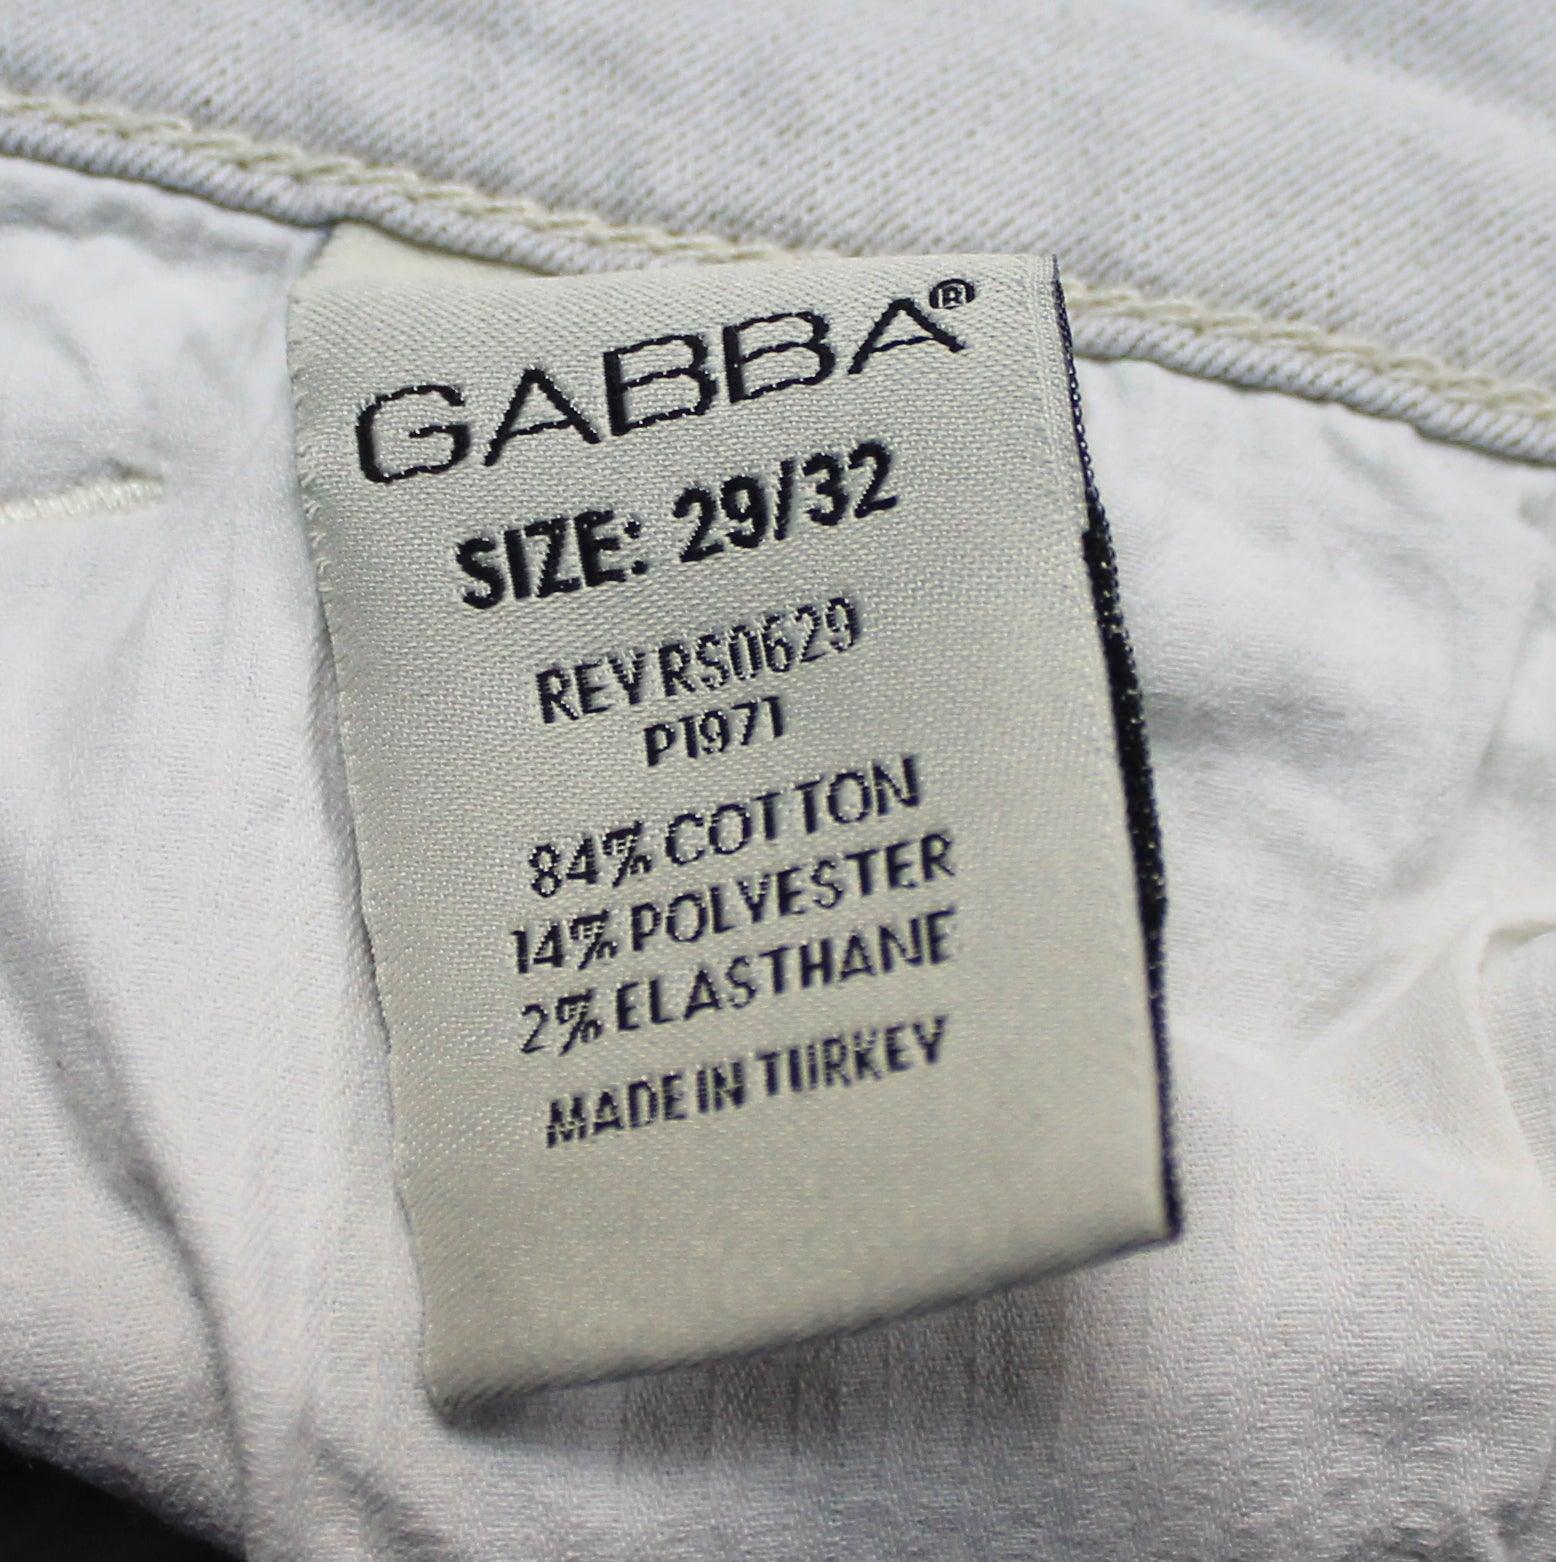 GABBA®
SIZE: 29/32
REVRS0629
P1971
84% COTTON
14% POLYESTER
2% ELASTHANE
MADE IN TURKEY